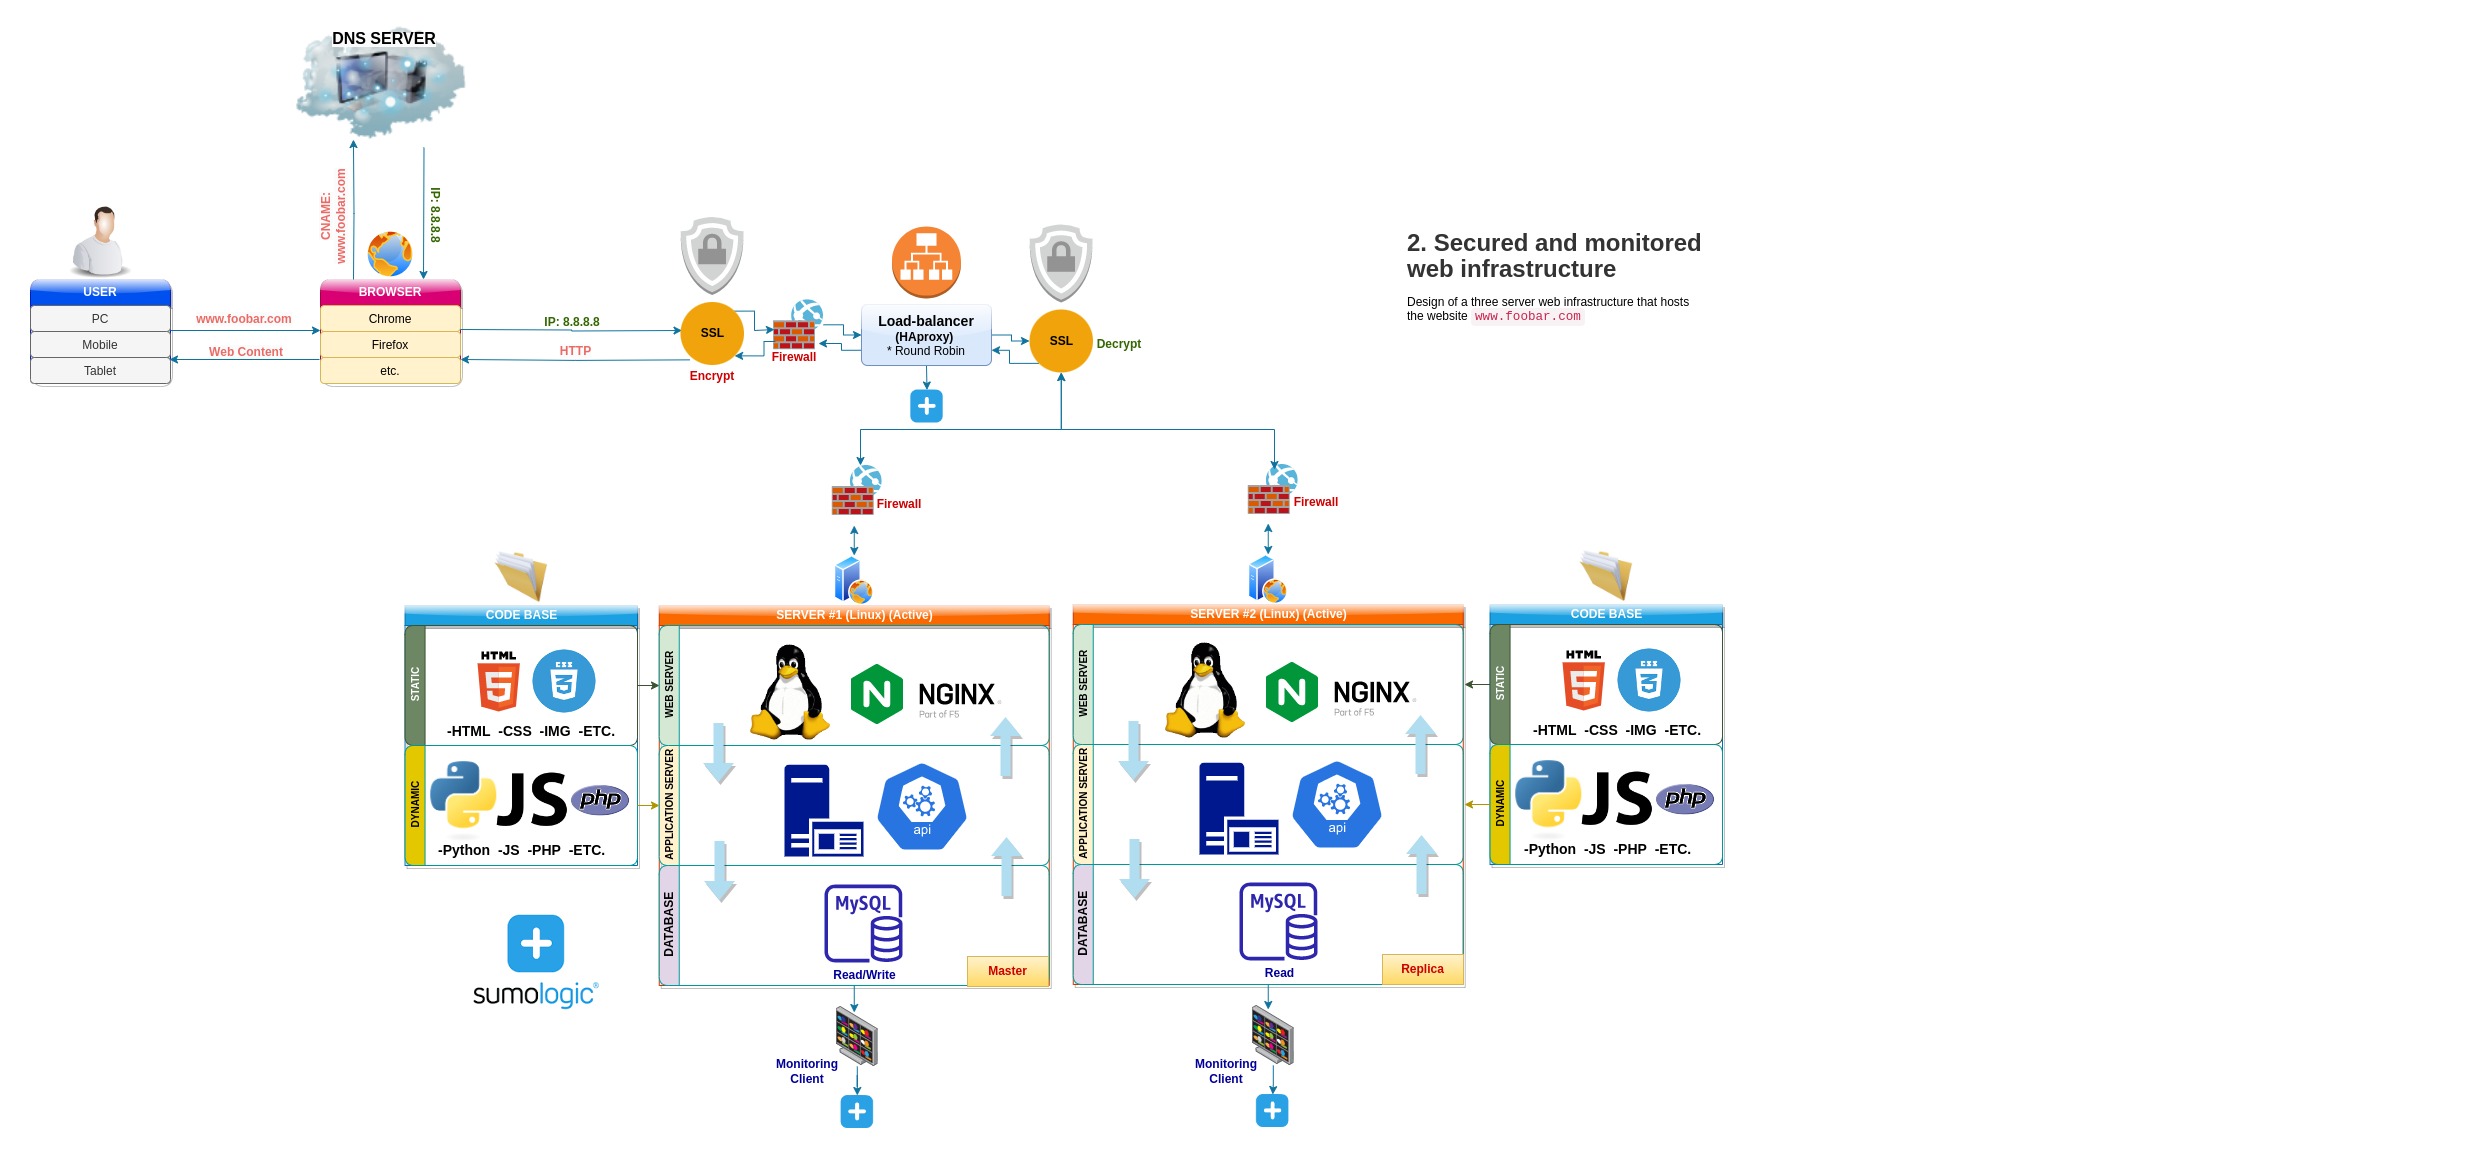 DNS SERVER
CNAME:
www.foobar.com
IP: 8.8.8.8
USER
PC
Mobile
Tablet
www.foobar.com
Web Content
BROWSER
Chrome
Firefox
etc.
IP: 8.8.8.8
HTTP
SSL
Encrypt
Firewall
Load-balancer
(HAproxy)
* Round Robin
SSL
Decrypt
2. Secured and monitored
web infrastructure
Design of a three server web infrastructure that hosts
the website www.foobar.com
Firewall
Firewall
CODE BASE
STATIC
HTML
5
CSS
3
-HTML -CSS -IMG -ETC.
DYNAMIC
JS
php
-Python -JS -PHP -ETC.
sumologic®
SERVER #1 (Linux) (Active)
WEB SERVER
N
NGINX
Part of F5
APPLICATION SERVER
api
DATABASE
MySQL
Read/Write
Master
Monitoring
Client
SERVER #2 (Linux) (Active)
WEB SERVER
N
NGINX
Part of F5
APPLICATION SERVER
api
DATABASE
MySQL
Read
Replica
Monitoring
Client
CODE BASE
STATIC
HTML
5
CSS
3
-HTML -CSS -IMG -ETC.
DYNAMIC
JS
php
-Python -JS -PHP -ETC.